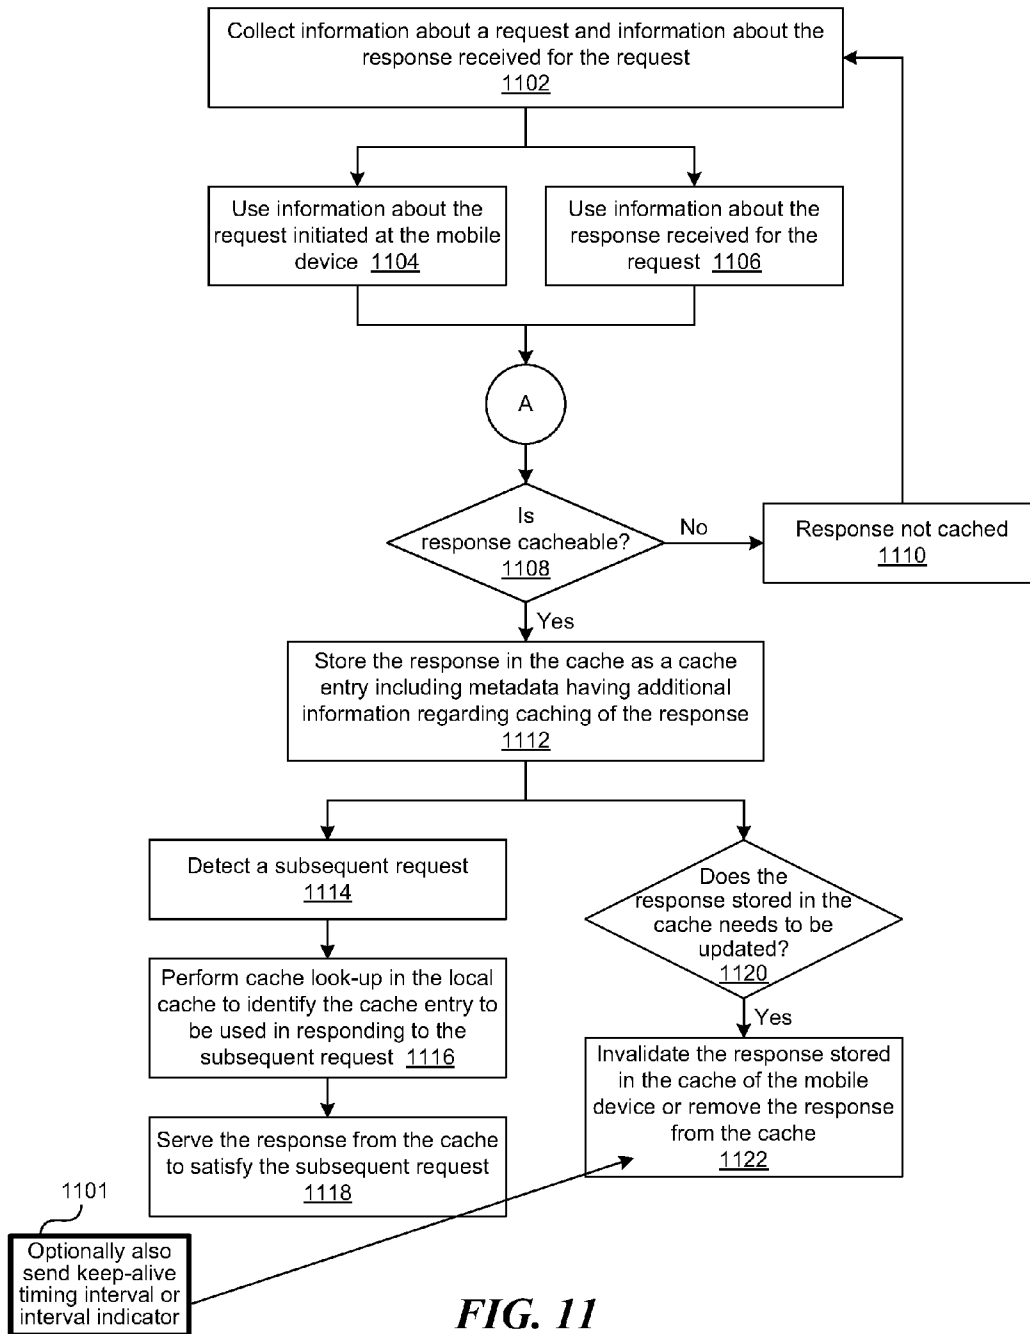 Collect information about a request and information about the
response received for the request
1102
Use information about the
request initiated at the mobile
device 1104
Use information about the
response received for the
request 1106
A
Is
response cacheable?
1108
No
Response not cached
1110
Yes
Store the response in the cache as a cache
entry including metadata having additional
information regarding caching of the response
1112
Detect a subsequent request
1114
Does the
response stored in the
cache needs to be
updated?
1120
Perform cache look-up in the local
cache to identify the cache entry to
be used in responding to the
subsequent request 1116
Yes
Invalidate the response stored
in the cache of the mobile
device or remove the response
from the cache
1122
Serve the response from the cache
to satisfy the subsequent request
1118
1101
Optionally also
send keep-alive
timing interval or
interval indicator
FIG. 11